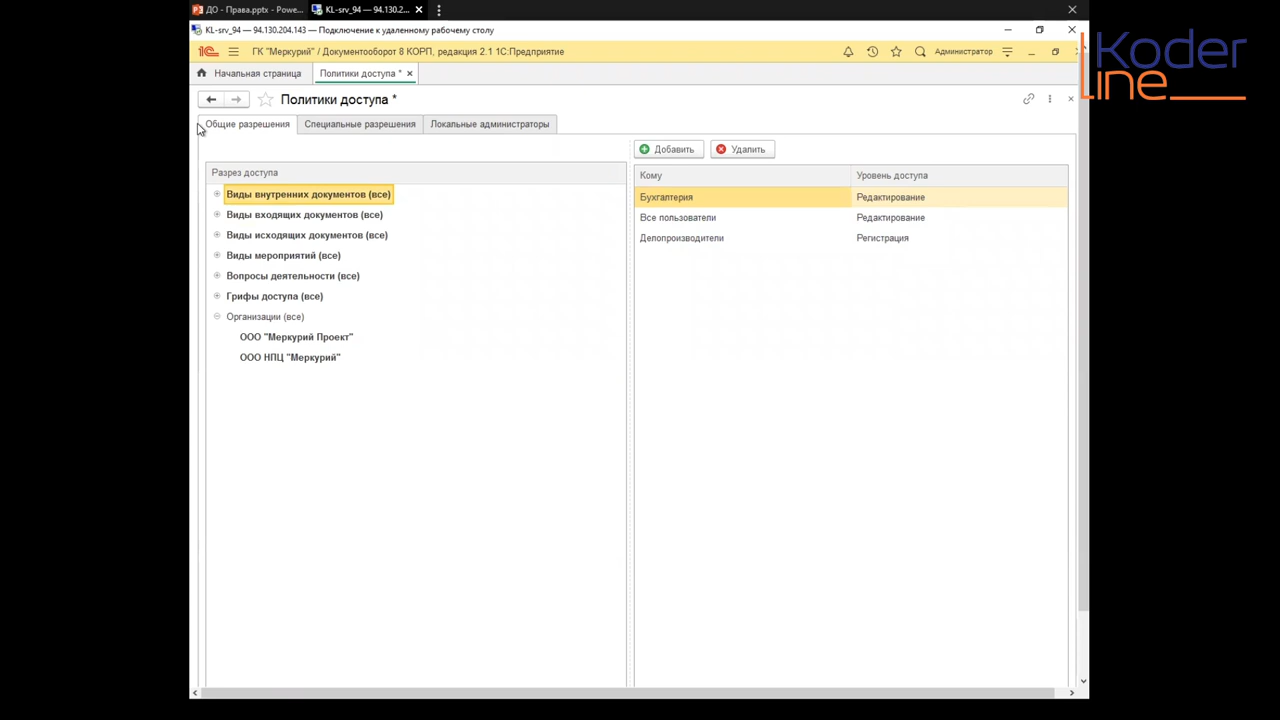 ДО - Права.pptx - Powe...
KL-srv_94 — 94.130.2...
KL-srv_94 — 94.130.204.143 — Подключение к удаленному рабочему столу
1С ГК "Меркурий" / Документооборот 8 КОРП, редакция 2.1 1С:Предприятие
Администратор
Начальная страница
Политики доступа *
Политики доступа *
Общие разрешения
Специальные разрешения
Локальные администраторы
Добавить
Удалить
Разрез доступа
Виды внутренних документов (все)
Виды входящих документов (все)
Виды исходящих документов (все)
Виды мероприятий (все)
Вопросы деятельности (все)
Грифы доступа (все)
Организации (все)
ООО "Меркурий Проект"
ООО НПЦ "Меркурий"
Кому
Уровень доступа
Бухгалтерия
Редактирование
Все пользователи
Редактирование
Делопроизводители
Регистрация
Koder
Line